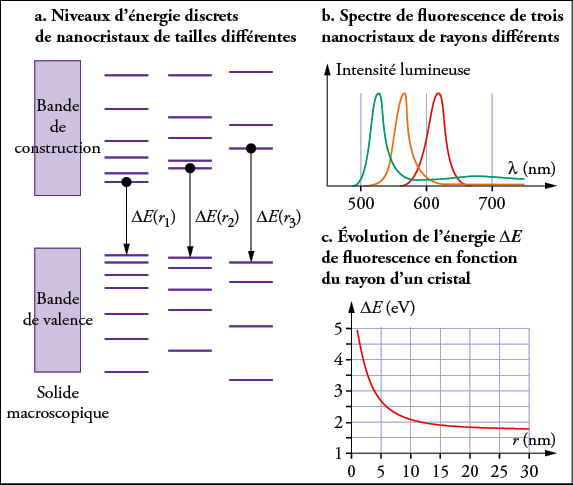 a. Niveaux d'énergie discrets
de nanocristaux de tailles différentes
Bande
de
construction
ΔE(r1)
ΔE(r2)
ΔE(r3)
Bande
de valence
Solide
macroscopique
b. Spectre de fluorescence de trois
nanocristaux de rayons différents
Intensité lumineuse
λ (nm)
500 600 700
c. Évolution de l'énergie ΔE
de fluorescence en fonction
du rayon d'un cristal
ΔE (eV)
5
4
3
2
1
r (nm)
0 5 10 15 20 25 30